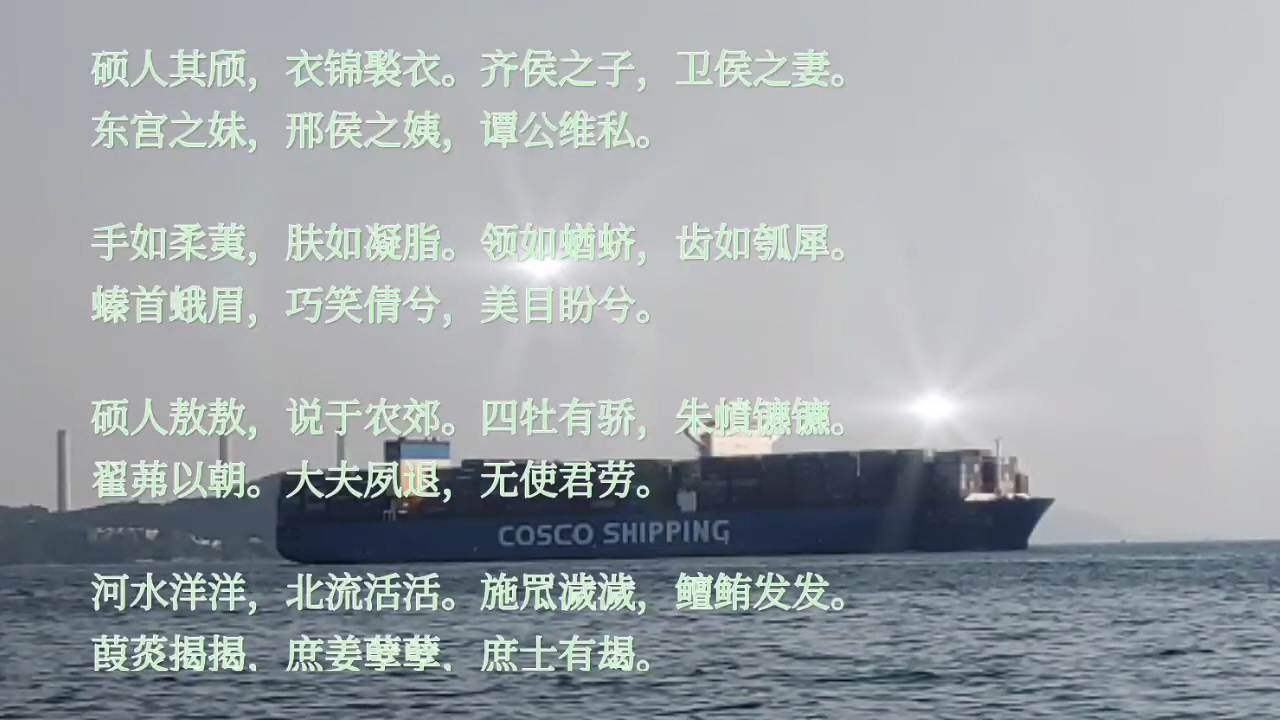 硕人其颀，衣锦褧衣。齐侯之子，卫侯之妻。
东宫之妹，邢侯之姨，谭公维私。
手如柔荑，肤如凝脂。领如蝤蛴，齿如瓠犀。
螓首蛾眉，巧笑倩兮，美目盼兮。
硕人敖敖，说于农郊。四牡有骄，朱幩镳镳。
翟茀以朝。大夫夙退，无使君劳。
COSCO SHIPPING
河水洋洋，北流活活。施罛濊濊，鳣鲔发发。
葭菼揭揭，庶姜孽孽，庶士有朅。